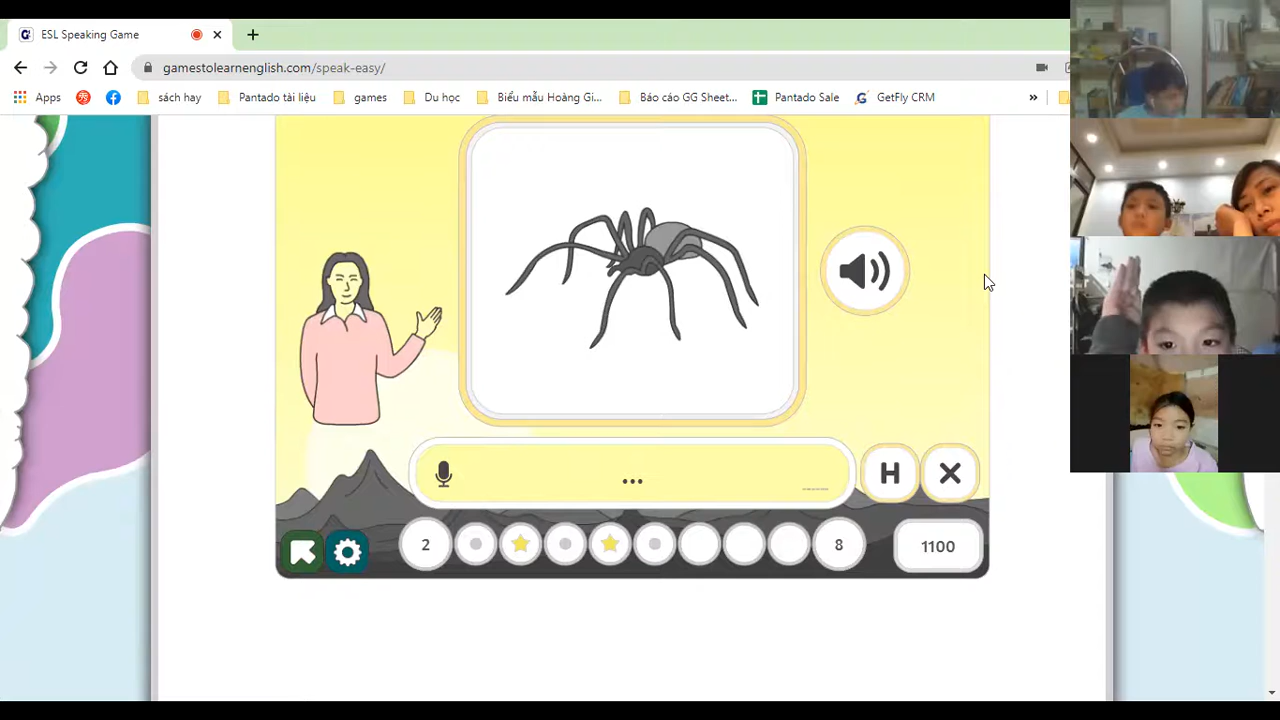 ESL Speaking Game
gamestolearnenglish.com/speak-easy/
Apps
sách hay
Pantado tài liệu
games
Du học
Biểu mẫu Hoàng Gi...
Báo cáo GG Sheet...
Pantado Sale
GetFly CRM
»
...
H
X
2
8
1100